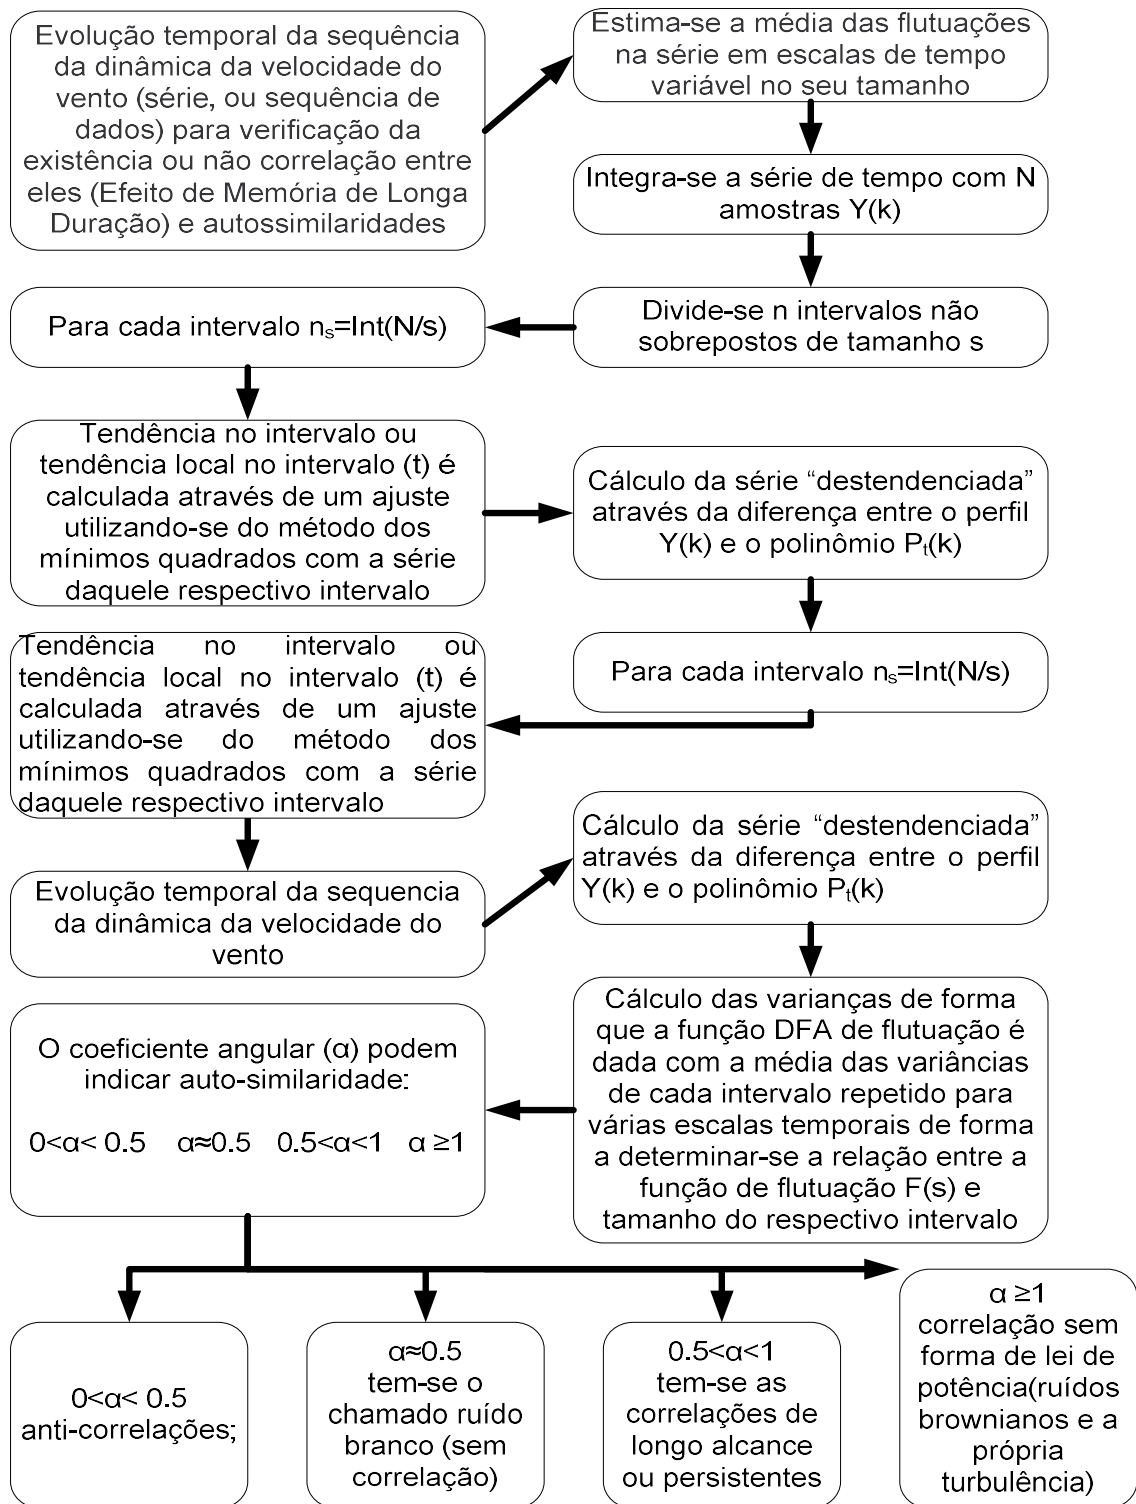 Evolução temporal da sequência
da dinâmica da velocidade do
vento (série, ou sequência de
dados) para verificação da
existência ou não correlação entre
eles (Efeito de Memória de Longa
Duração) e autossimilaridades
Estima-se a média das flutuações
na série em escalas de tempo
variável no seu tamanho
Integra-se a série de tempo com N
amostras Y(k)
Divide-se n intervalos não
sobrepostos de tamanho s
Para cada intervalo nₛ=Int(N/s)
Tendência no intervalo ou
tendência local no intervalo (t) é
calculada através de um ajuste
utilizando-se do método dos
mínimos quadrados com a série
daquele respectivo intervalo
Cálculo da série “destendenciada”
através da diferença entre o perfil
Y(k) e o polinômio Pₜ(k)
Para cada intervalo nₛ=Int(N/s)
Tendência no intervalo ou
tendência local no intervalo (t) é
calculada através de um ajuste
utilizando-se do método dos
mínimos quadrados com a série
daquele respectivo intervalo
Evolução temporal da sequencia
da dinâmica da velocidade do
vento
Cálculo da série “destendenciada”
através da diferença entre o perfil
Y(k) e o polinômio Pₜ(k)
Cálculo das varianças de forma
que a função DFA de flutuação é
dada com a média das variâncias
de cada intervalo repetido para
várias escalas temporais de forma
a determinar-se a relação entre a
função de flutuação F(s) e
tamanho do respectivo intervalo
O coeficiente angular (α) podem
indicar auto-similaridade:
0<α< 0.5 α≈0.5 0.5<α<1 α ≥1
0<α< 0.5
anti-correlações;
α≈0.5
tem-se o
chamado ruído
branco (sem
correlação)
0.5<α<1
tem-se as
correlações de
longo alcance
ou persistentes
α ≥1
correlação sem
forma de lei de
potência(ruídos
brownianos e a
própria
turbulência)